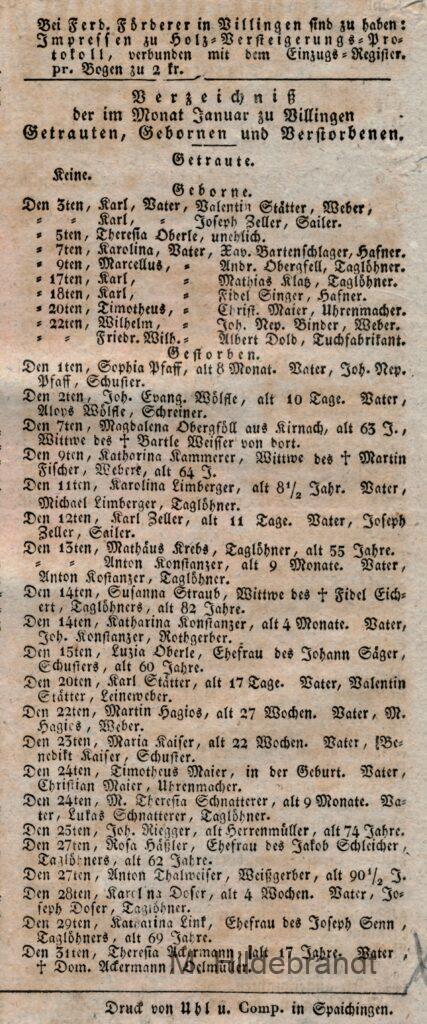 Bei Ferd. Förderer in Villingen sind zu haben:
Impressen zu Holz-Versteigerungs-Pro-
tokoll, verbunden mit dem Einzugs-Register.
pr. Bogen zu 2 kr.
Verzeichniß
der im Monat Januar zu Villingen
Getrauten, Gebornen und Verstorbenen.
Getraute.
Keine.
Geborne.
Den 3ten, Karl, Vater, Valentin Stätter, Weber,
" " Karl, " Joseph Zeller, Sailer.
" 5ten, Theresia Oberle, unehlich.
" 7ten, Karolina, Vater, Xav. Bartenschlager, Hafner.
" 9ten, Marcellus, " Andr. Obergfell, Taglöhner.
" 17ten, Karl, " Mathias Klatz, Taglöhner.
" 18ten, Karl, " Fidel Singer, Hafner.
" 20ten, Timotheus, " Christ. Maier, Uhrenmacher.
" 22ten, Wilhelm, " Joh. Nep. Binder, Weber.
" " Friedr. Wilh. " Albert Dold, Tuchfabrikant.
Gestorben.
Den 1ten, Sophia Pfaff, alt 8 Monat. Vater, Joh. Nep.
Pfaff, Schuster.
Den 2ten, Joh. Evang. Wölfle, alt 10 Tage. Vater,
Aloys Wölfle, Schreiner.
Den 7ten, Magdalena Obergföll aus Kirnach, alt 63 J.,
Wittwe des † Bartle Weisser von dort.
Den 9ten, Katharina Kammerer, Wittwe des † Martin
Fischer, Webers, alt 64 J.
Den 11ten, Karolina Limberger, alt 8 1/2 Jahr. Vater,
Michael Limberger, Taglöhner.
Den 12ten, Karl Zeller, alt 11 Tage. Vater, Joseph
Zeller, Sailer.
Den 13ten, Mathäus Krebs, Taglöhner, alt 55 Jahre.
" " Anton Konstanzer, alt 9 Monate. Vater,
Anton Kostanzer, Taglöhner.
Den 14ten, Susanna Straub, Wittwe des † Fidel Eich-
ert, Taglöhners, alt 82 Jahre.
Den 14ten, Katharina Konstanzer, alt 4 Monate. Vater,
Joh. Konstanzer, Rothgerber.
Den 15ten, Luzia Oberle, Ehefrau des Johann Säger,
Schusters, alt 60 Jahre.
Den 20ten, Karl Stätter, alt 17 Tage. Vater, Valentin
Stätter, Leineweber.
Den 22ten, Martin Hagios, alt 27 Wochen. Vater, M.
Hagios, Weber.
Den 23ten, Maria Kaiser, alt 22 Wochen. Vater, Be-
nedikt Kaiser, Schuster.
Den 24ten, Timotheus Maier, in der Geburt. Vater,
Christian Maier, Uhrenmacher.
Den 24ten, M. Theresia Schnatterer, alt 9 Monate. Va-
ter, Lukas Schnatterer, Taglöhner.
Den 25ten, Joh. Riegger, alt Herrenmüller, alt 74 Jahre.
Den 27ten, Rosa Häßler, Ehefrau des Jakob Schleicher,
Taglöhners, alt 62 Jahre.
Den 27ten, Anton Thalweiser, Weißgerber, alt 90 1/2 J.
Den 28ten, Karolina Doser, alt 4 Wochen. Vater, Jo-
seph Doser, Taglöhner.
Den 29ten, Katharina Link, Ehefrau des Joseph Senn,
Taglöhners, alt 69 Jahre.
Den 31ten, Theresia Ackermann, alt 17 Jahre. Vater,
† Dom. Ackermann
Hildebrandt
Druck von Uhl u. Comp. in Spaichingen.